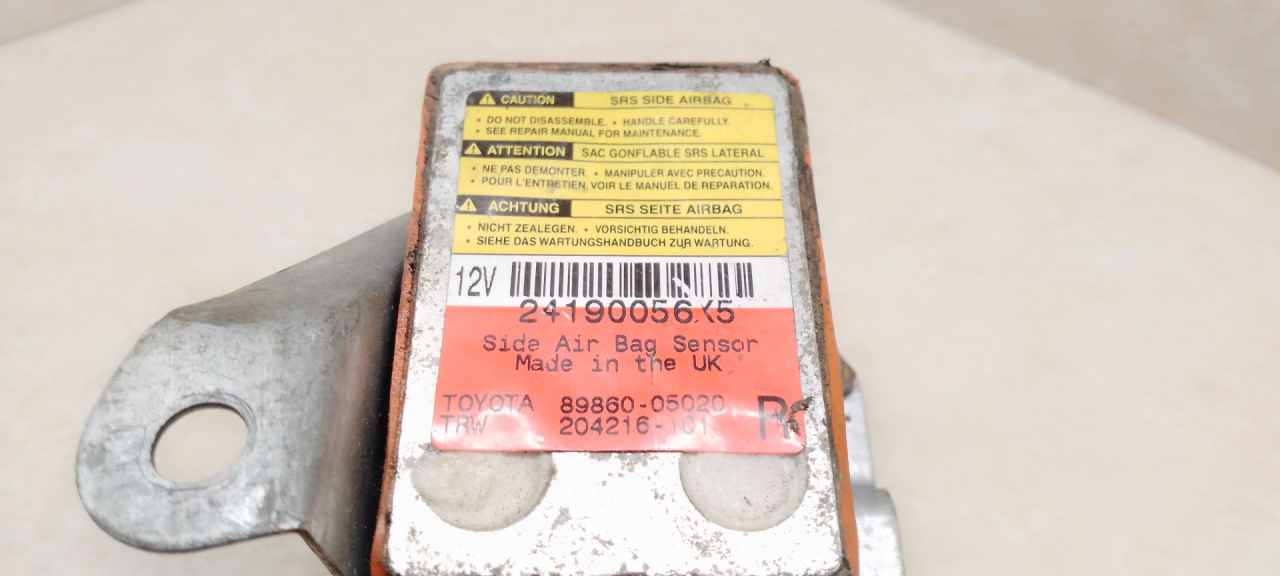 CAUTION SRS SIDE AIRBAG
• DO NOT DISASSEMBLE. • HANDLE CAREFULLY.
• SEE REPAIR MANUAL FOR MAINTENANCE.
ATTENTION SAC GONFLABLE SRS LATERAL
• NE PAS DEMONTER. • MANIPULER AVEC PRECAUTION.
• POUR L'ENTRETIEN, VOIR LE MANUEL DE REPARATION.
ACHTUNG SRS SEITE AIRBAG
• NICHT ZEALEGEN. • VORSICHTIG BEHANDELN.
• SIEHE DAS WARTUNGSHANDBUCH ZUR WARTUNG.
12V
Side Air Bag Sensor
Made in the UK
TOYOTA 89860-05020
TRW 204216-101